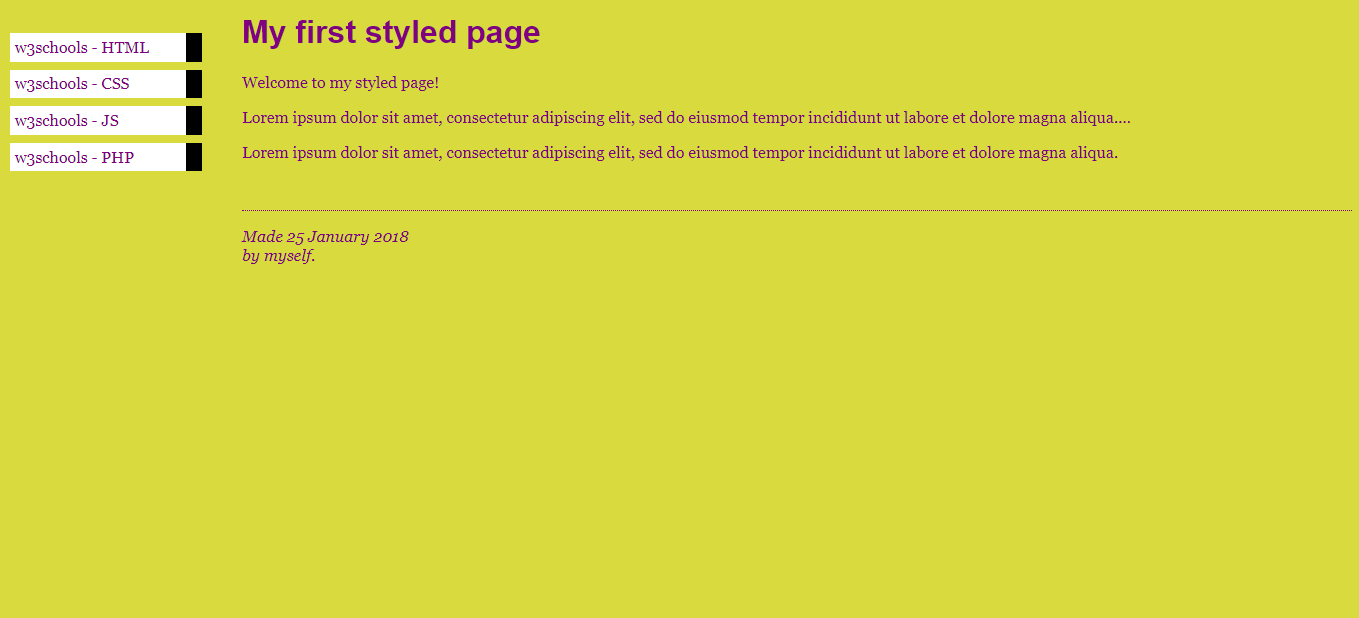 w3schools - HTML
w3schools - CSS
w3schools - JS
w3schools - PHP
My first styled page
Welcome to my styled page!
Lorem ipsum dolor sit amet, consectetur adipiscing elit, sed do eiusmod tempor incididunt ut labore et dolore magna aliqua....
Lorem ipsum dolor sit amet, consectetur adipiscing elit, sed do eiusmod tempor incididunt ut labore et dolore magna aliqua.
Made 25 January 2018
by myself.